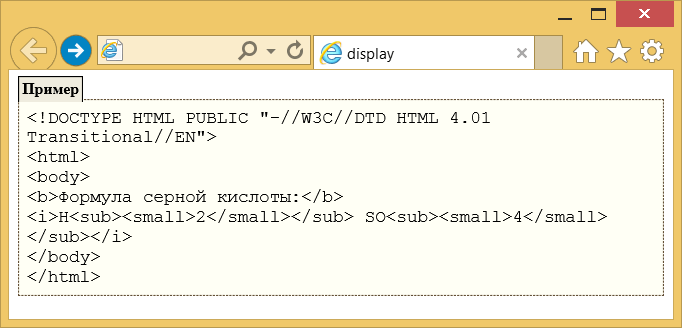 display
Пример
<!DOCTYPE HTML PUBLIC "-//W3C//DTD HTML 4.01
Transitional//EN">
<html>
<body>
<b>Формула серной кислоты:</b>
<i>H<sub><small>2</small></sub> SO<sub><small>4</small>
</sub></i>
</body>
</html>